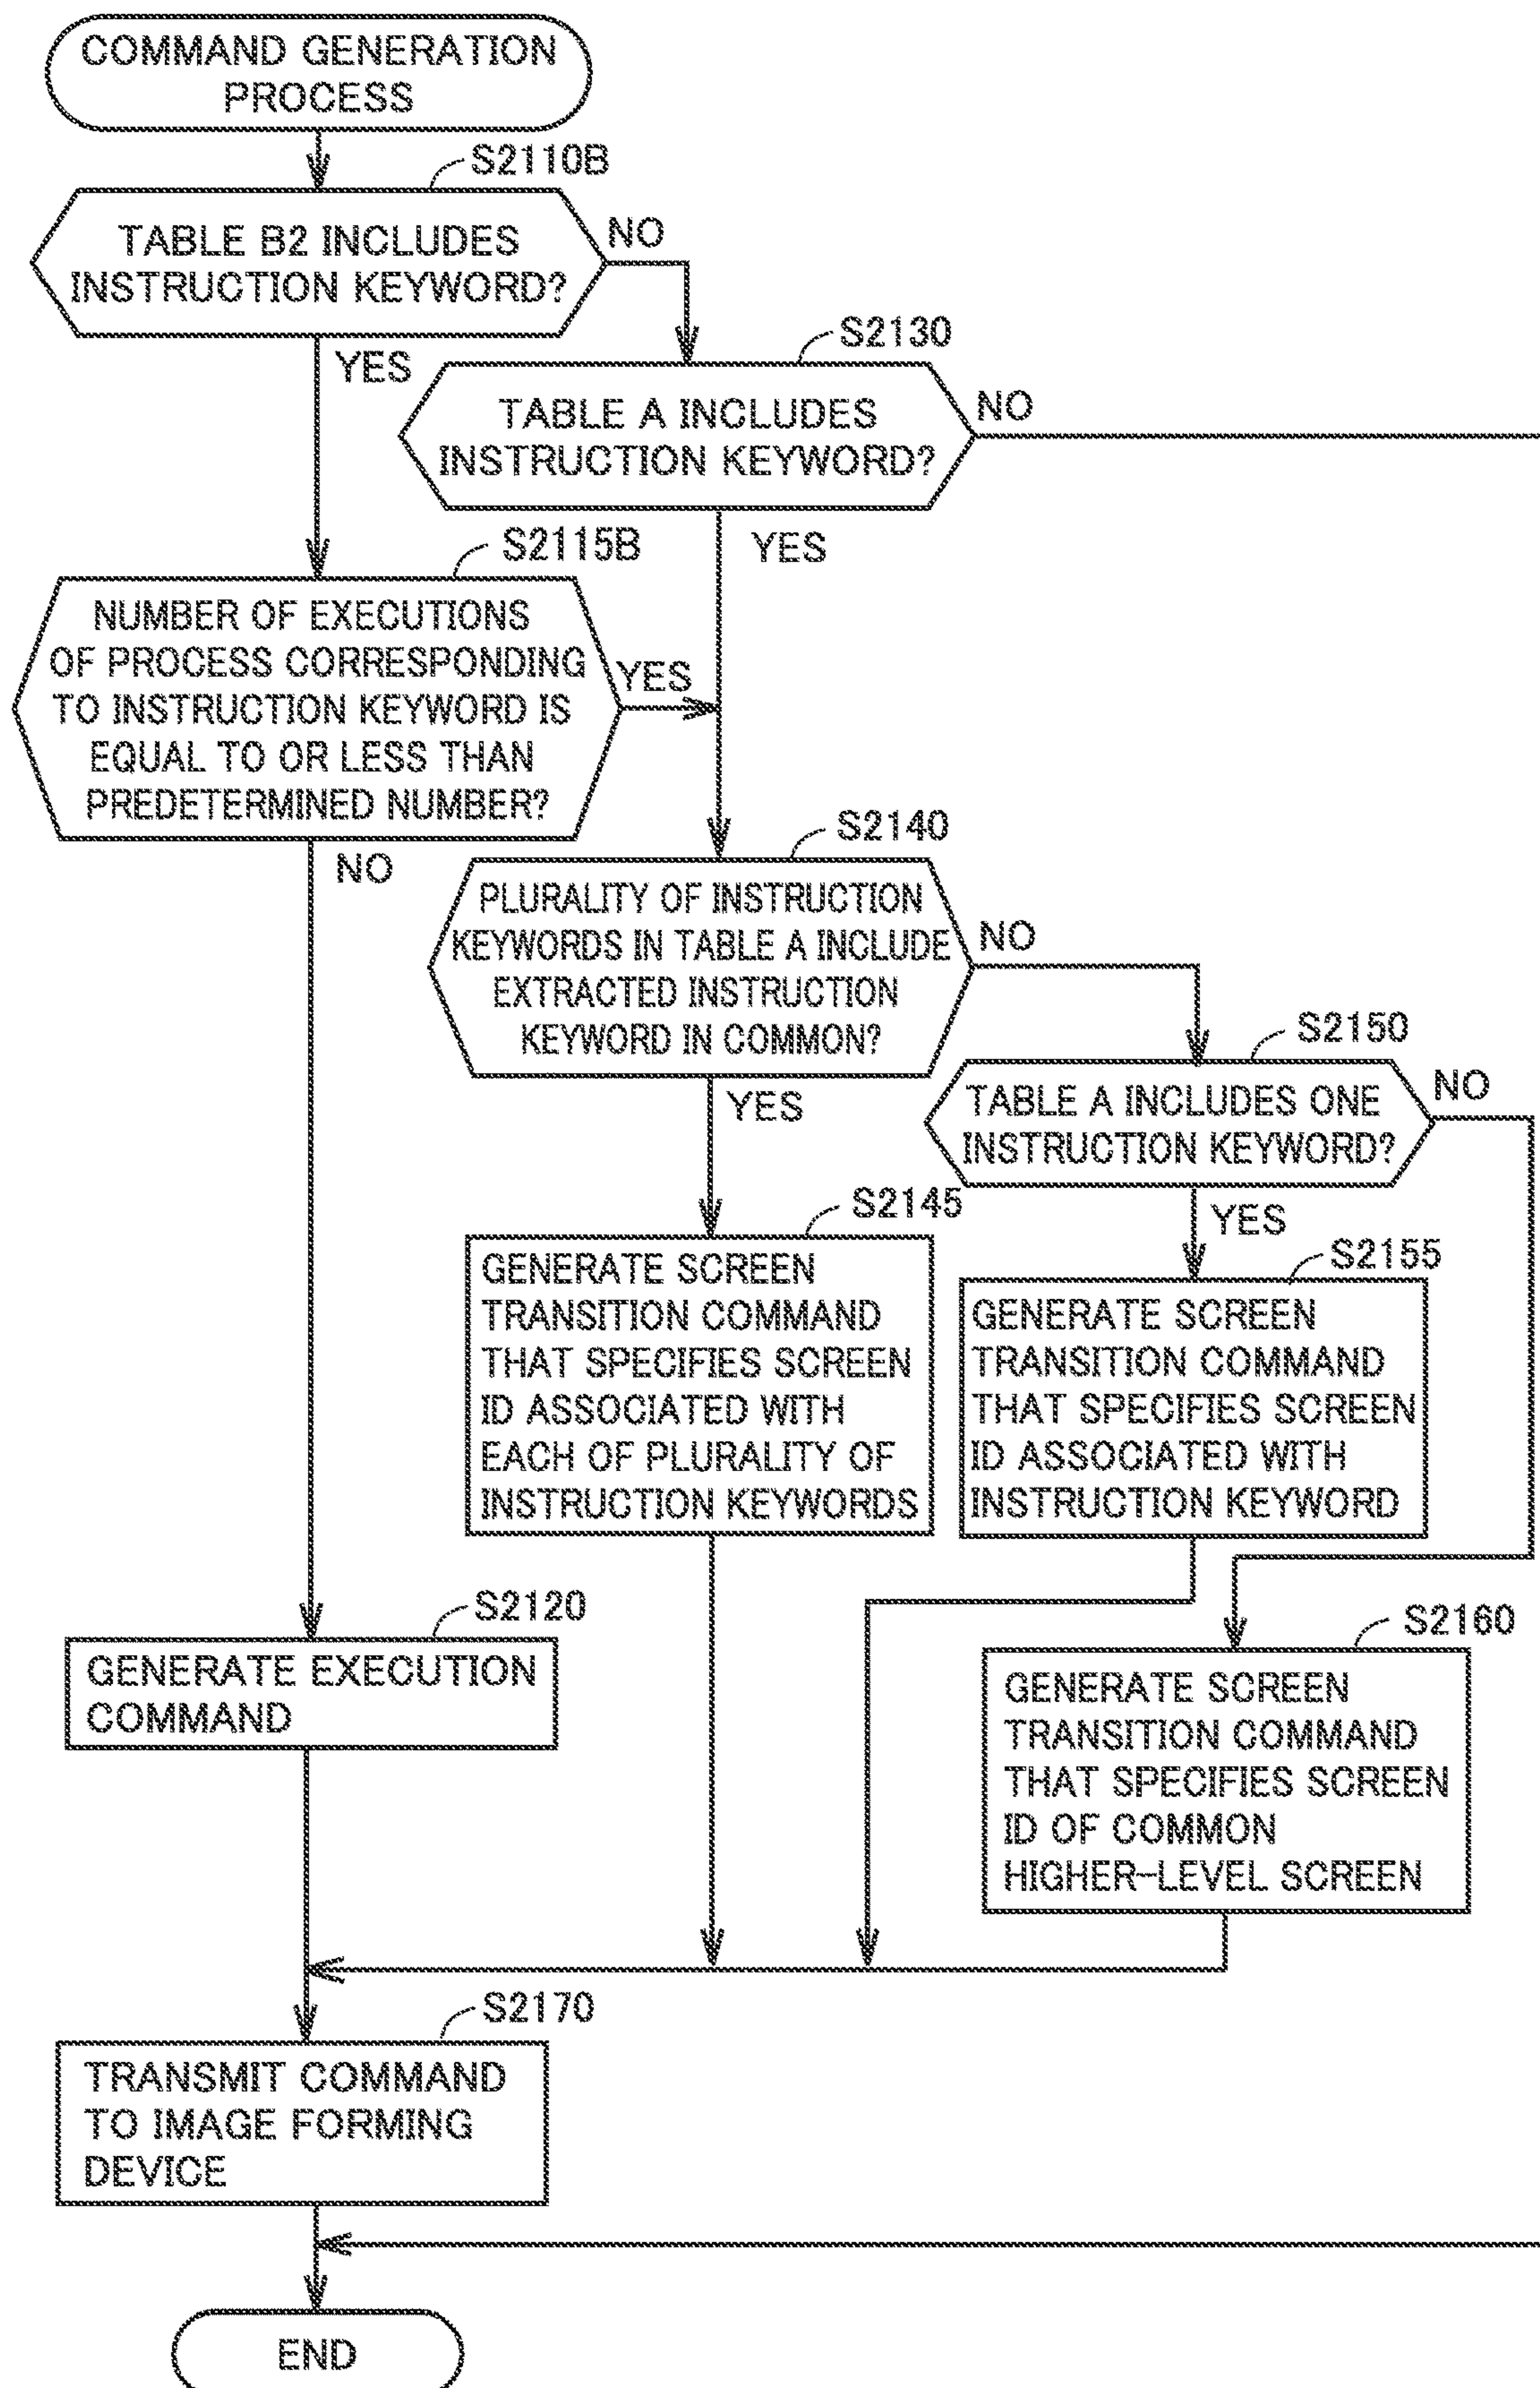 COMMAND GENERATION
PROCESS
S2110B
TABLE B2 INCLUDES
INSTRUCTION KEYWORD?
NO
YES
S2130
TABLE A INCLUDES
INSTRUCTION KEYWORD?
NO
YES
S2115B
NUMBER OF EXECUTIONS
OF PROCESS CORRESPONDING
TO INSTRUCTION KEYWORD IS
EQUAL TO OR LESS THAN
PREDETERMINED NUMBER?
YES
NO
S2140
PLURALITY OF INSTRUCTION
KEYWORDS IN TABLE A INCLUDE
EXTRACTED INSTRUCTION
KEYWORD IN COMMON?
NO
YES
S2150
TABLE A INCLUDES ONE
INSTRUCTION KEYWORD?
NO
YES
S2145
GENERATE SCREEN
TRANSITION COMMAND
THAT SPECIFIES SCREEN
ID ASSOCIATED WITH
EACH OF PLURALITY OF
INSTRUCTION KEYWORDS
S2155
GENERATE SCREEN
TRANSITION COMMAND
THAT SPECIFIES SCREEN
ID ASSOCIATED WITH
INSTRUCTION KEYWORD
S2120
GENERATE EXECUTION
COMMAND
S2160
GENERATE SCREEN
TRANSITION COMMAND
THAT SPECIFIES SCREEN
ID OF COMMON
HIGHER-LEVEL SCREEN
S2170
TRANSMIT COMMAND
TO IMAGE FORMING
DEVICE
END